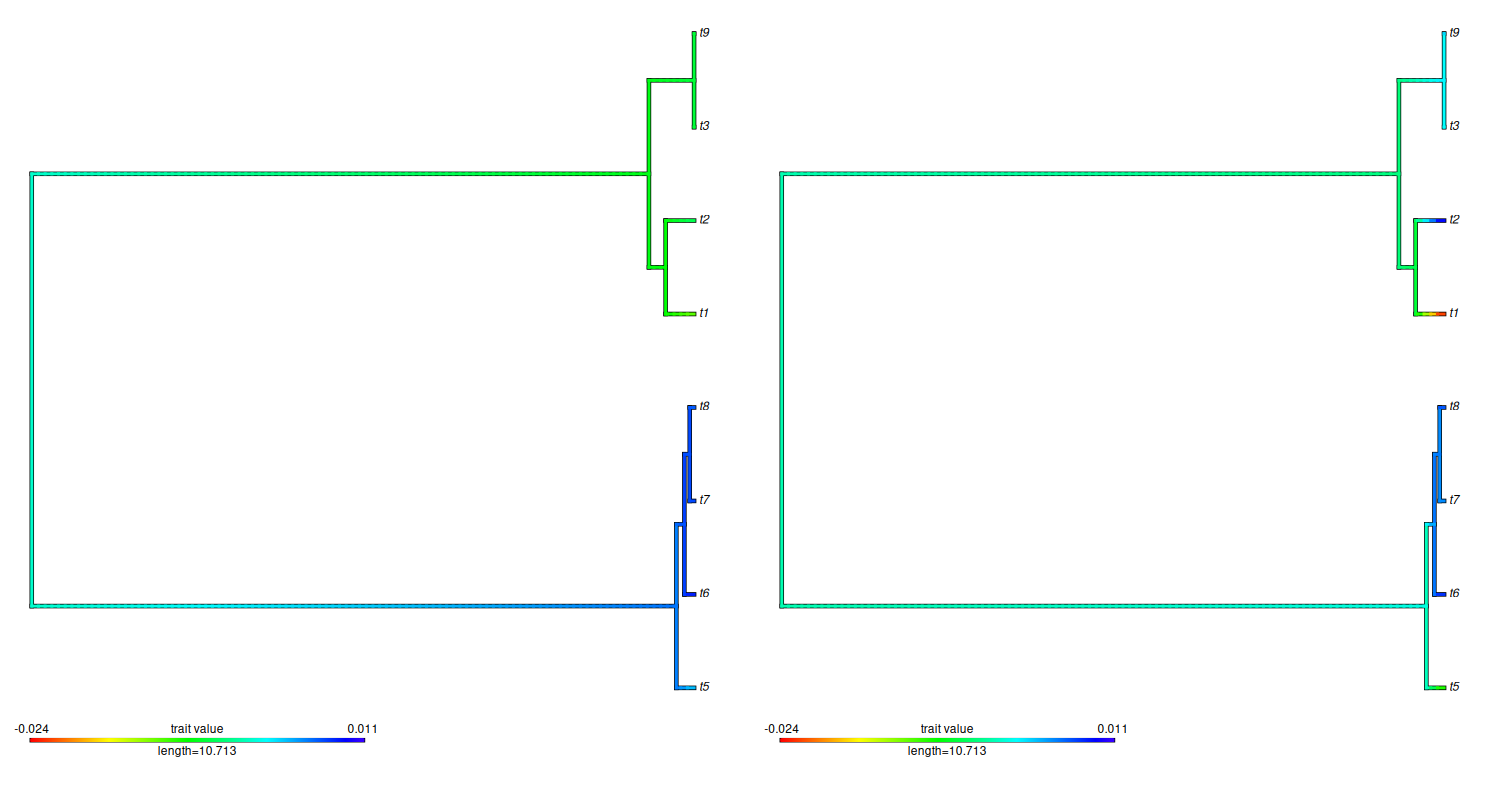 t9
t3
t2
t1
t8
t7
t6
t5
-0.024 trait value 0.011
length=10.713
t9
t3
t2
t1
t8
t7
t6
t5
-0.024 trait value 0.011
length=10.713